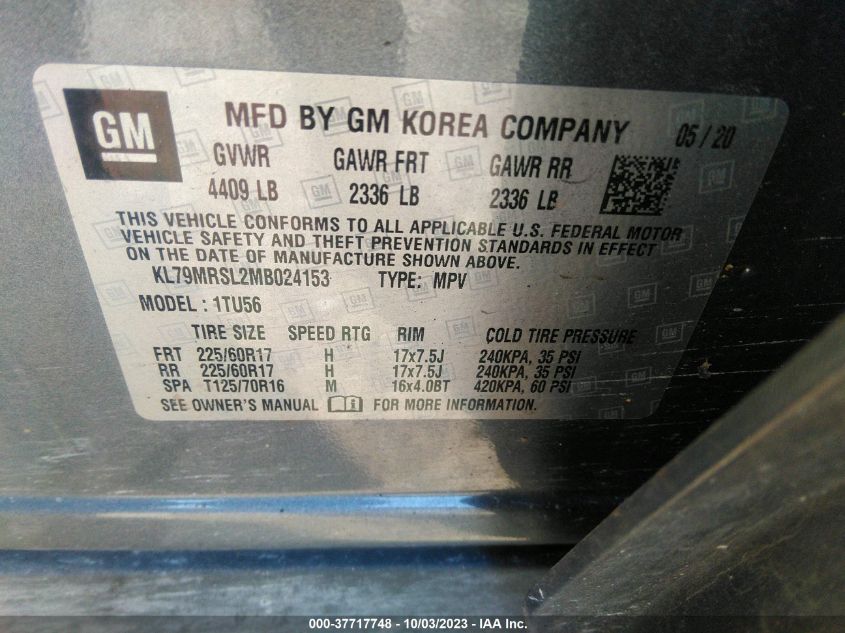 GM
MFD BY GM KOREA COMPANY 05/20
GVWR GAWR FRT GAWR RR
4409 LB 2336 LB 2336 LB
THIS VEHICLE CONFORMS TO ALL APPLICABLE U.S. FEDERAL MOTOR
VEHICLE SAFETY AND THEFT PREVENTION STANDARDS IN EFFECT
ON THE DATE OF MANUFACTURE SHOWN ABOVE.
KL79MRSL2MB024153 TYPE: MPV
MODEL: 1TU56
TIRE SIZE SPEED RTG RIM COLD TIRE PRESSURE
FRT 225/60R17 H 17x7.5J 240KPA, 35 PSI
RR 225/60R17 H 17x7.5J 240KPA, 35 PSI
SPA T125/70R16 M 16x4.0BT 420KPA, 60 PSI
SEE OWNER'S MANUAL FOR MORE INFORMATION.
000-37717748 - 10/03/2023 - IAA Inc.